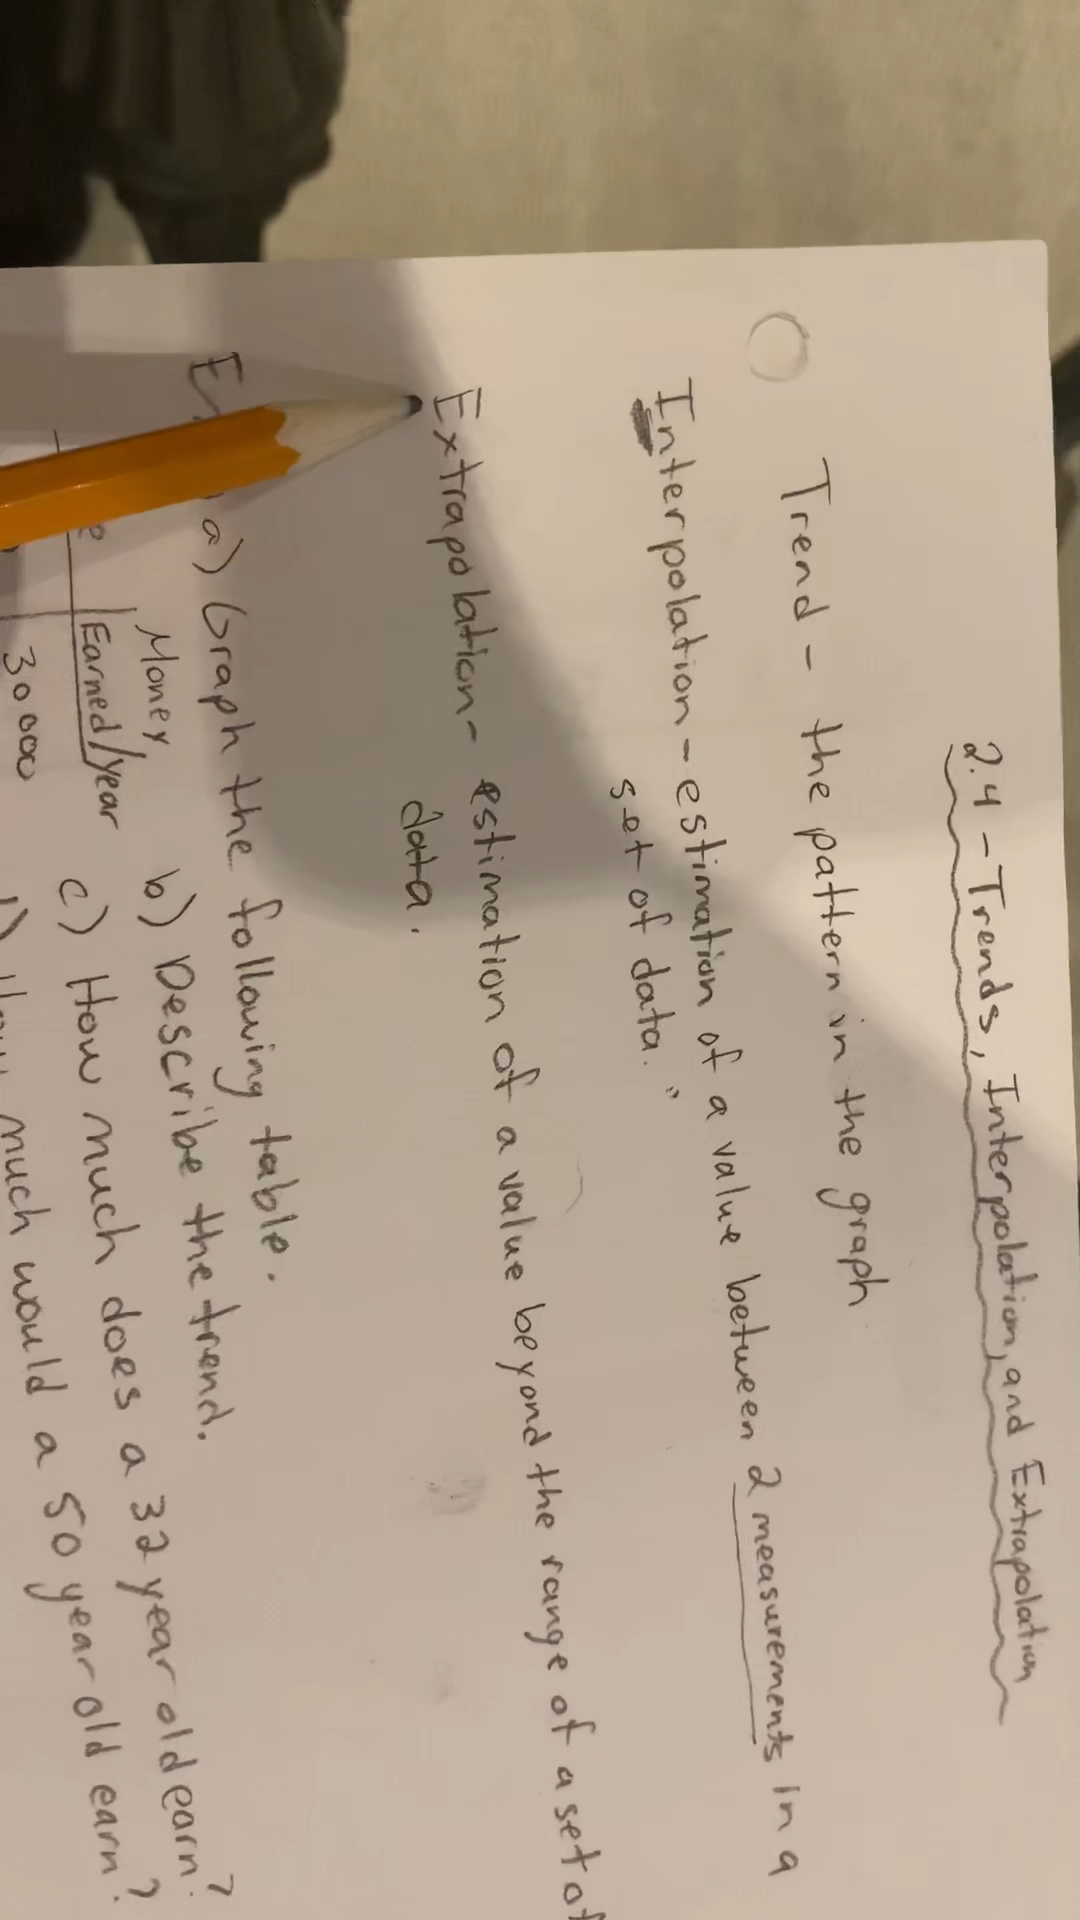 2.4 - Trends, Interpolation, and Extrapolation
Trend - the pattern in the graph
Interpolation - estimation of a value between 2 measurements in a
set of data.
Extrapolation - estimation of a value beyond the range of a set of
data.
a) Graph the following table.
Money b) Describe the trend.
Earned/year c) How much does a 32 year old earn?
30000 much would a 50 year old earn?